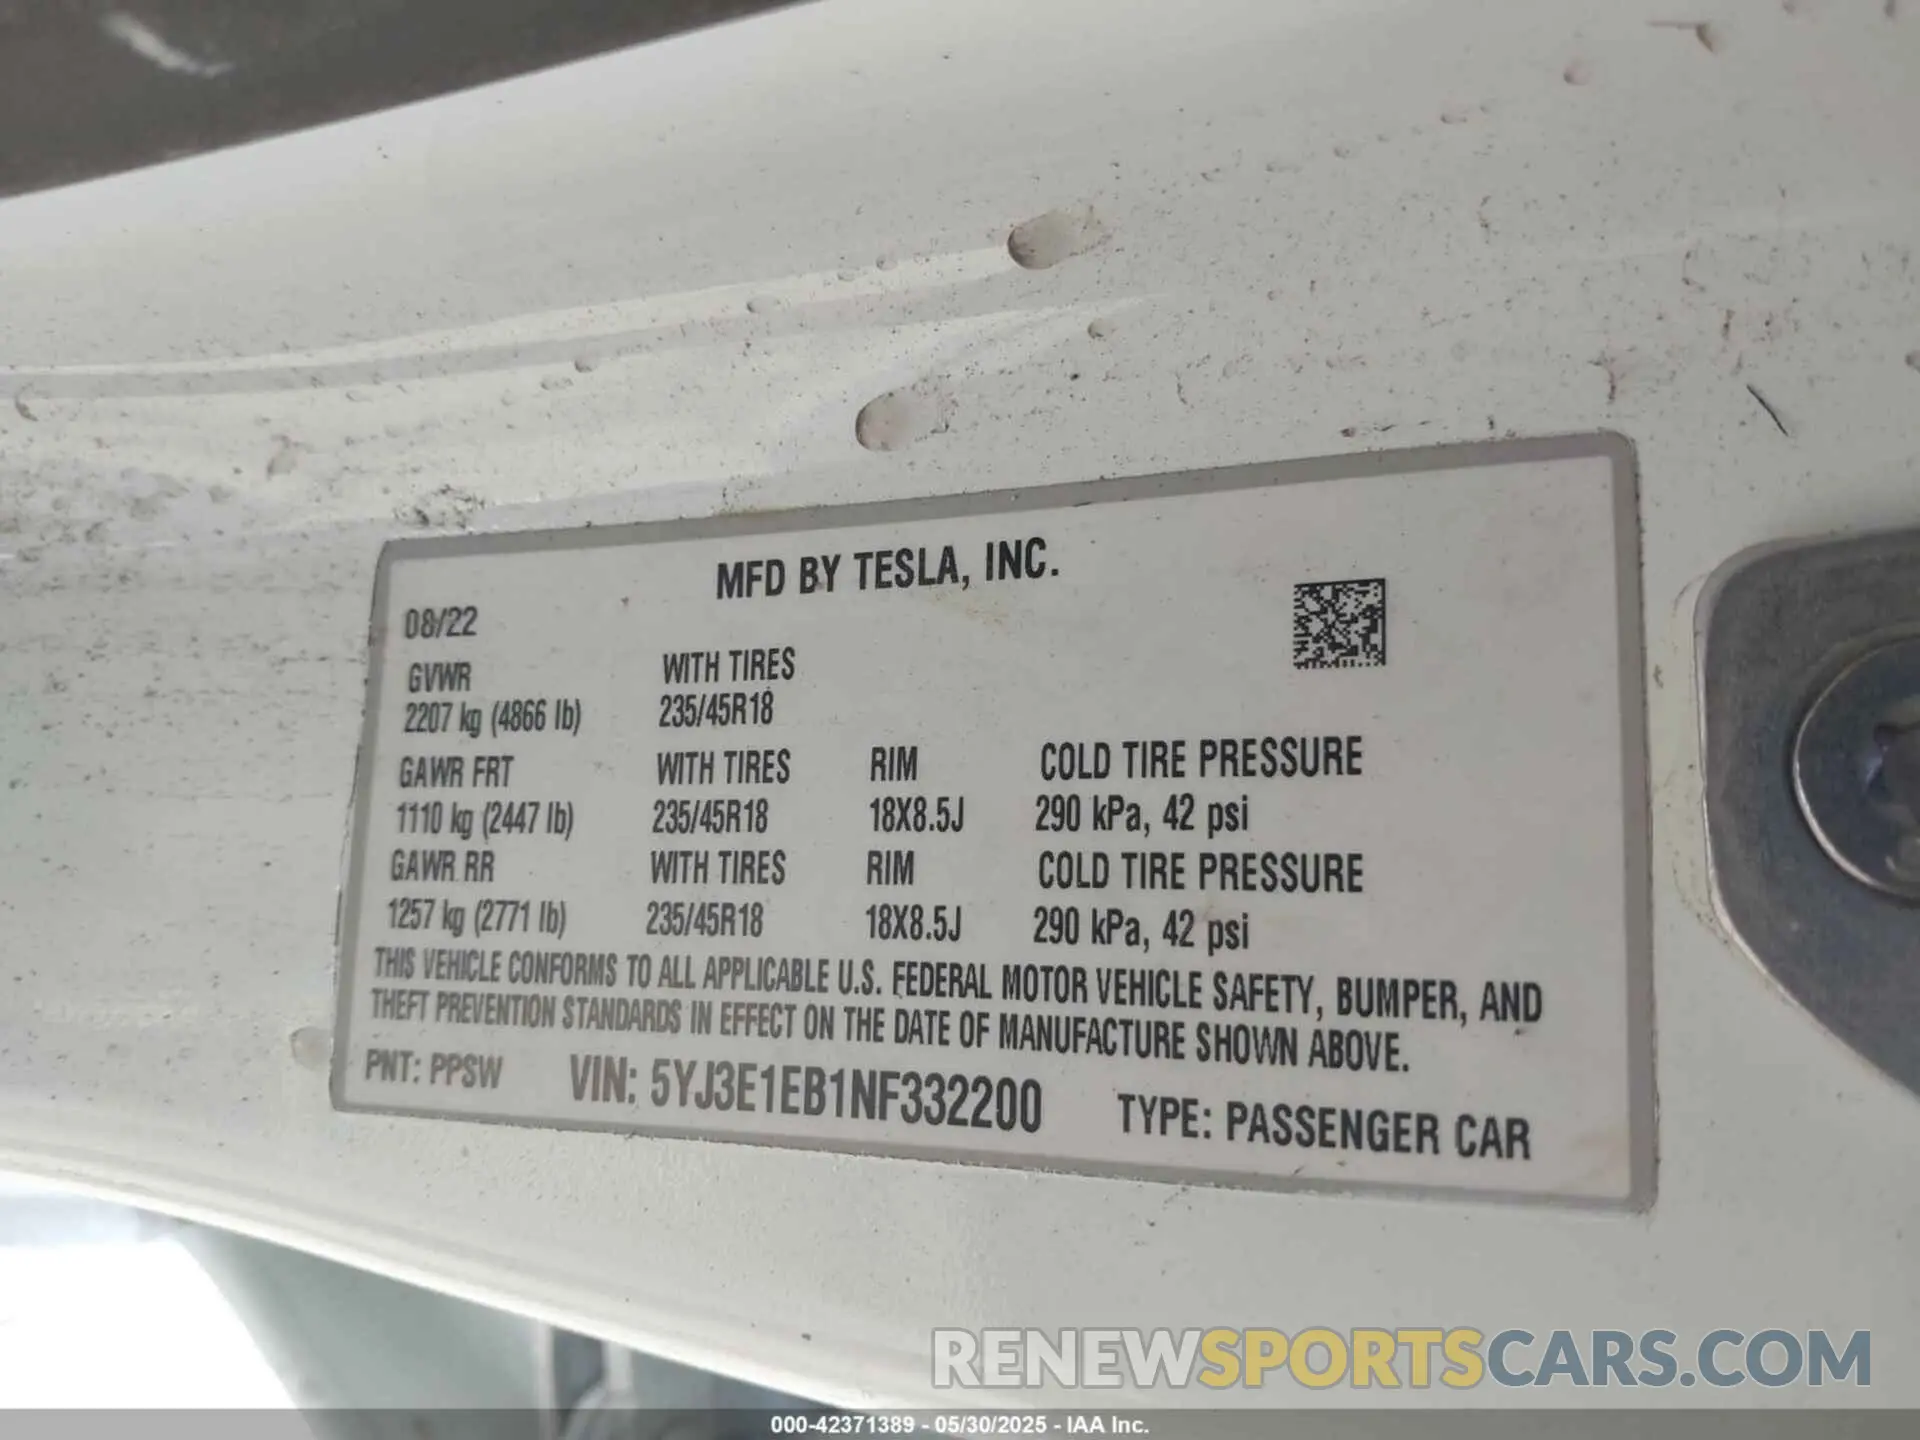 MFD BY TESLA, INC.
08/22
GVWR WITH TIRES
2207 kg (4866 lb) 235/45R18
GAWR FRT WITH TIRES RIM COLD TIRE PRESSURE
1110 kg (2447 lb) 235/45R18 18X8.5J 290 kPa, 42 psi
GAWR RR WITH TIRES RIM COLD TIRE PRESSURE
1257 kg (2771 lb) 235/45R18 18X8.5J 290 kPa, 42 psi
THIS VEHICLE CONFORMS TO ALL APPLICABLE U.S. FEDERAL MOTOR VEHICLE SAFETY, BUMPER, AND
THEFT PREVENTION STANDARDS IN EFFECT ON THE DATE OF MANUFACTURE SHOWN ABOVE.
PNT: PPSW VIN: 5YJ3E1EB1NF332200 TYPE: PASSENGER CAR
RENEWSPORTSCARS.COM
000-42371389 - 05/30/2025 - IAA Inc.